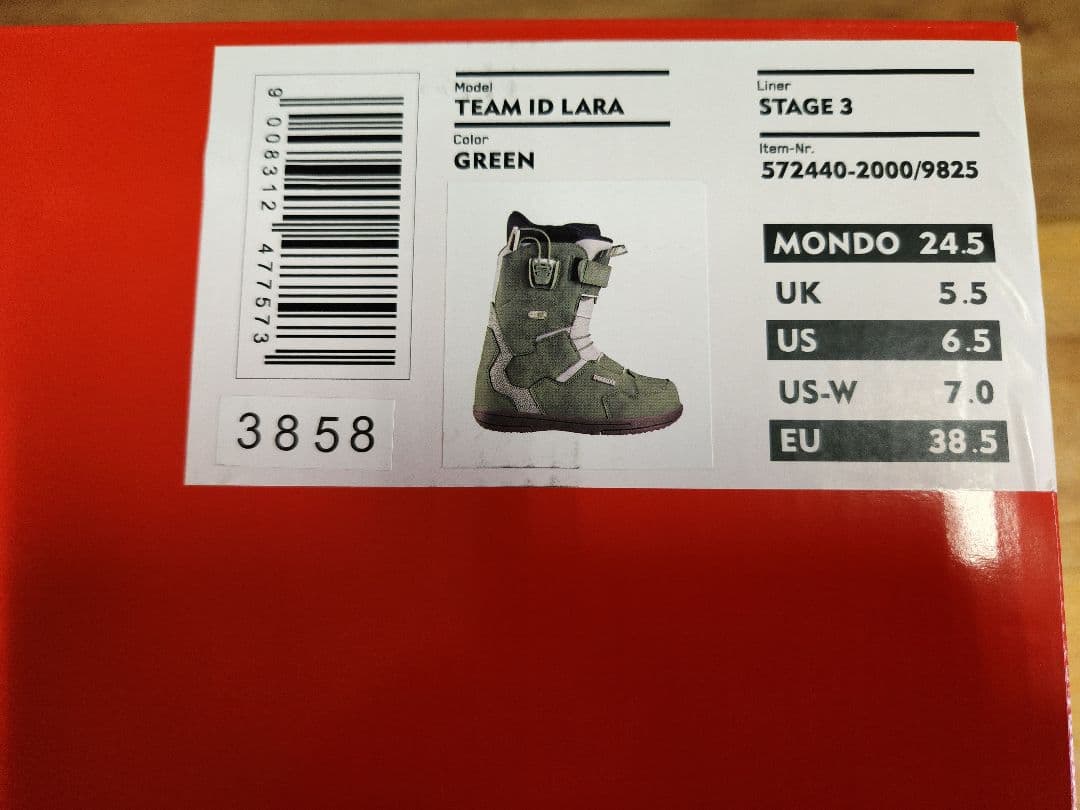 9 008312 477573
3858
Model
TEAM ID LARA
Color
GREEN
Liner
STAGE 3
Item-Nr.
572440-2000/9825
MONDO 24.5
UK 5.5
US 6.5
US-W 7.0
EU 38.5